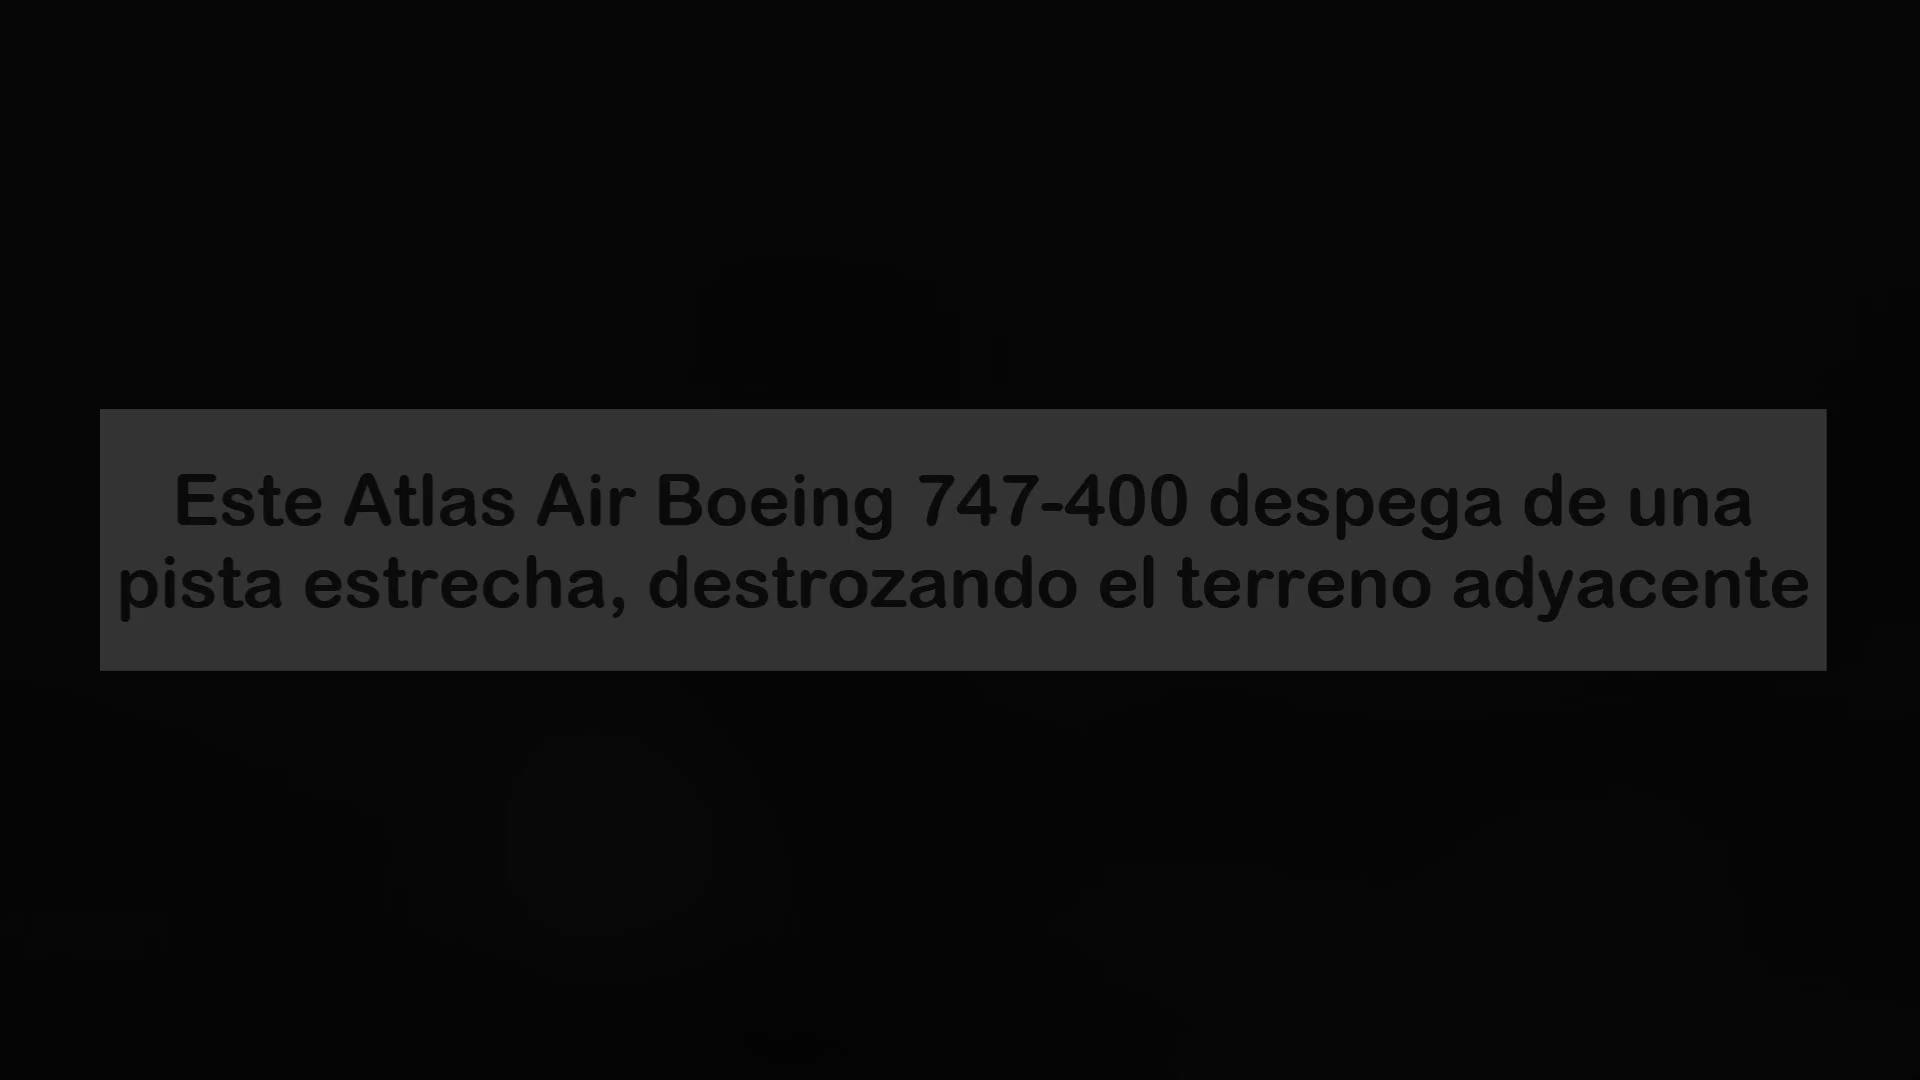 Este Atlas Air Boeing 747-400 despega de una
pista estrecha, destrozando el terreno adyacente